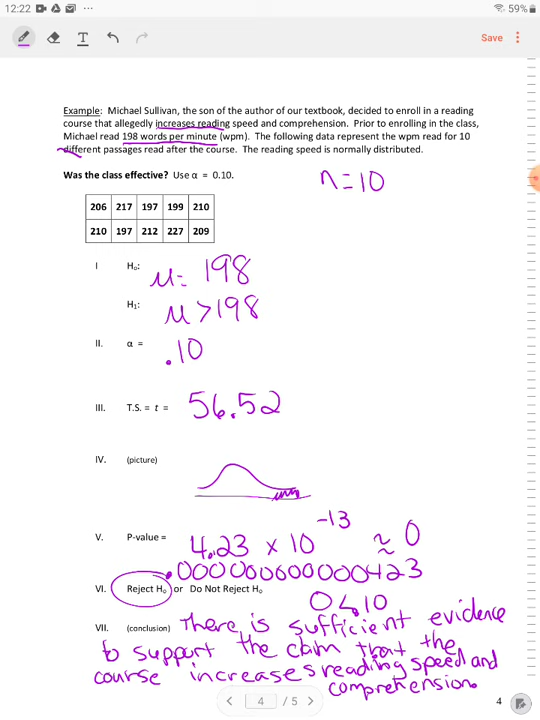 12:22
59%
Save
Example: Michael Sullivan, the son of the author of our textbook, decided to enroll in a reading
course that allegedly increases reading speed and comprehension. Prior to enrolling in the class,
Michael read 198 words per minute (wpm). The following data represent the wpm read for 10
different passages read after the course. The reading speed is normally distributed.
Was the class effective? Use α = 0.10.
n=10
206 217 197 199 210
210 197 212 227 209
I H₀: μ= 198
H₁: μ >198
II. α = .10
III. T.S. = t = 56.52
IV. (picture)
V. P-value = 4.23 x 10⁻¹³ ≈ 0
.000000000000423
VI. Reject H₀ or Do Not Reject H₀
0<.10
VII. (conclusion) There is sufficient evidence
to support the claim that the
course increases reading speed and
comprehension.
4 / 5
4